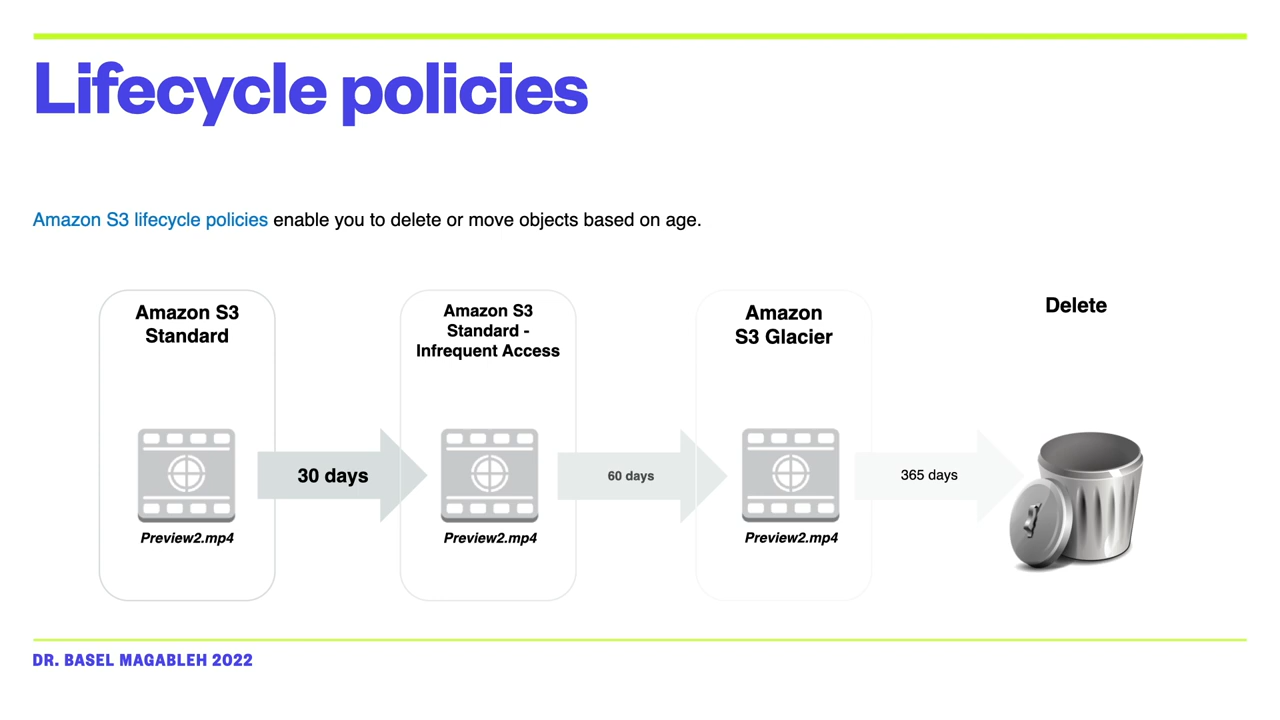 Lifecycle policies
Amazon S3 lifecycle policies enable you to delete or move objects based on age.
Amazon S3
Standard
Preview2.mp4
30 days
Amazon S3
Standard -
Infrequent Access
Preview2.mp4
60 days
Amazon
S3 Glacier
Preview2.mp4
365 days
Delete
DR. BASEL MAGABLEH 2022